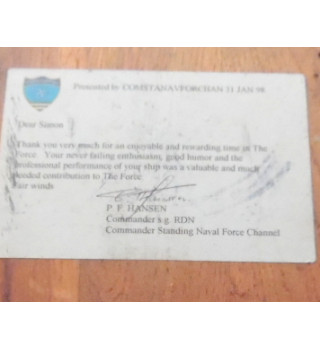 Presented by COMSTANAVFORCHAN 31 JAN 98
Dear Simon
Thank you very much for an enjoyable and rewarding time in The
Force. Your never failing enthusiasm, good humor and the
professional performance of your ship was a valuable and much
needed contribution to The Force
Fair winds
P. F. HANSEN
Commander s.g. RDN
Commander Standing Naval Force Channel